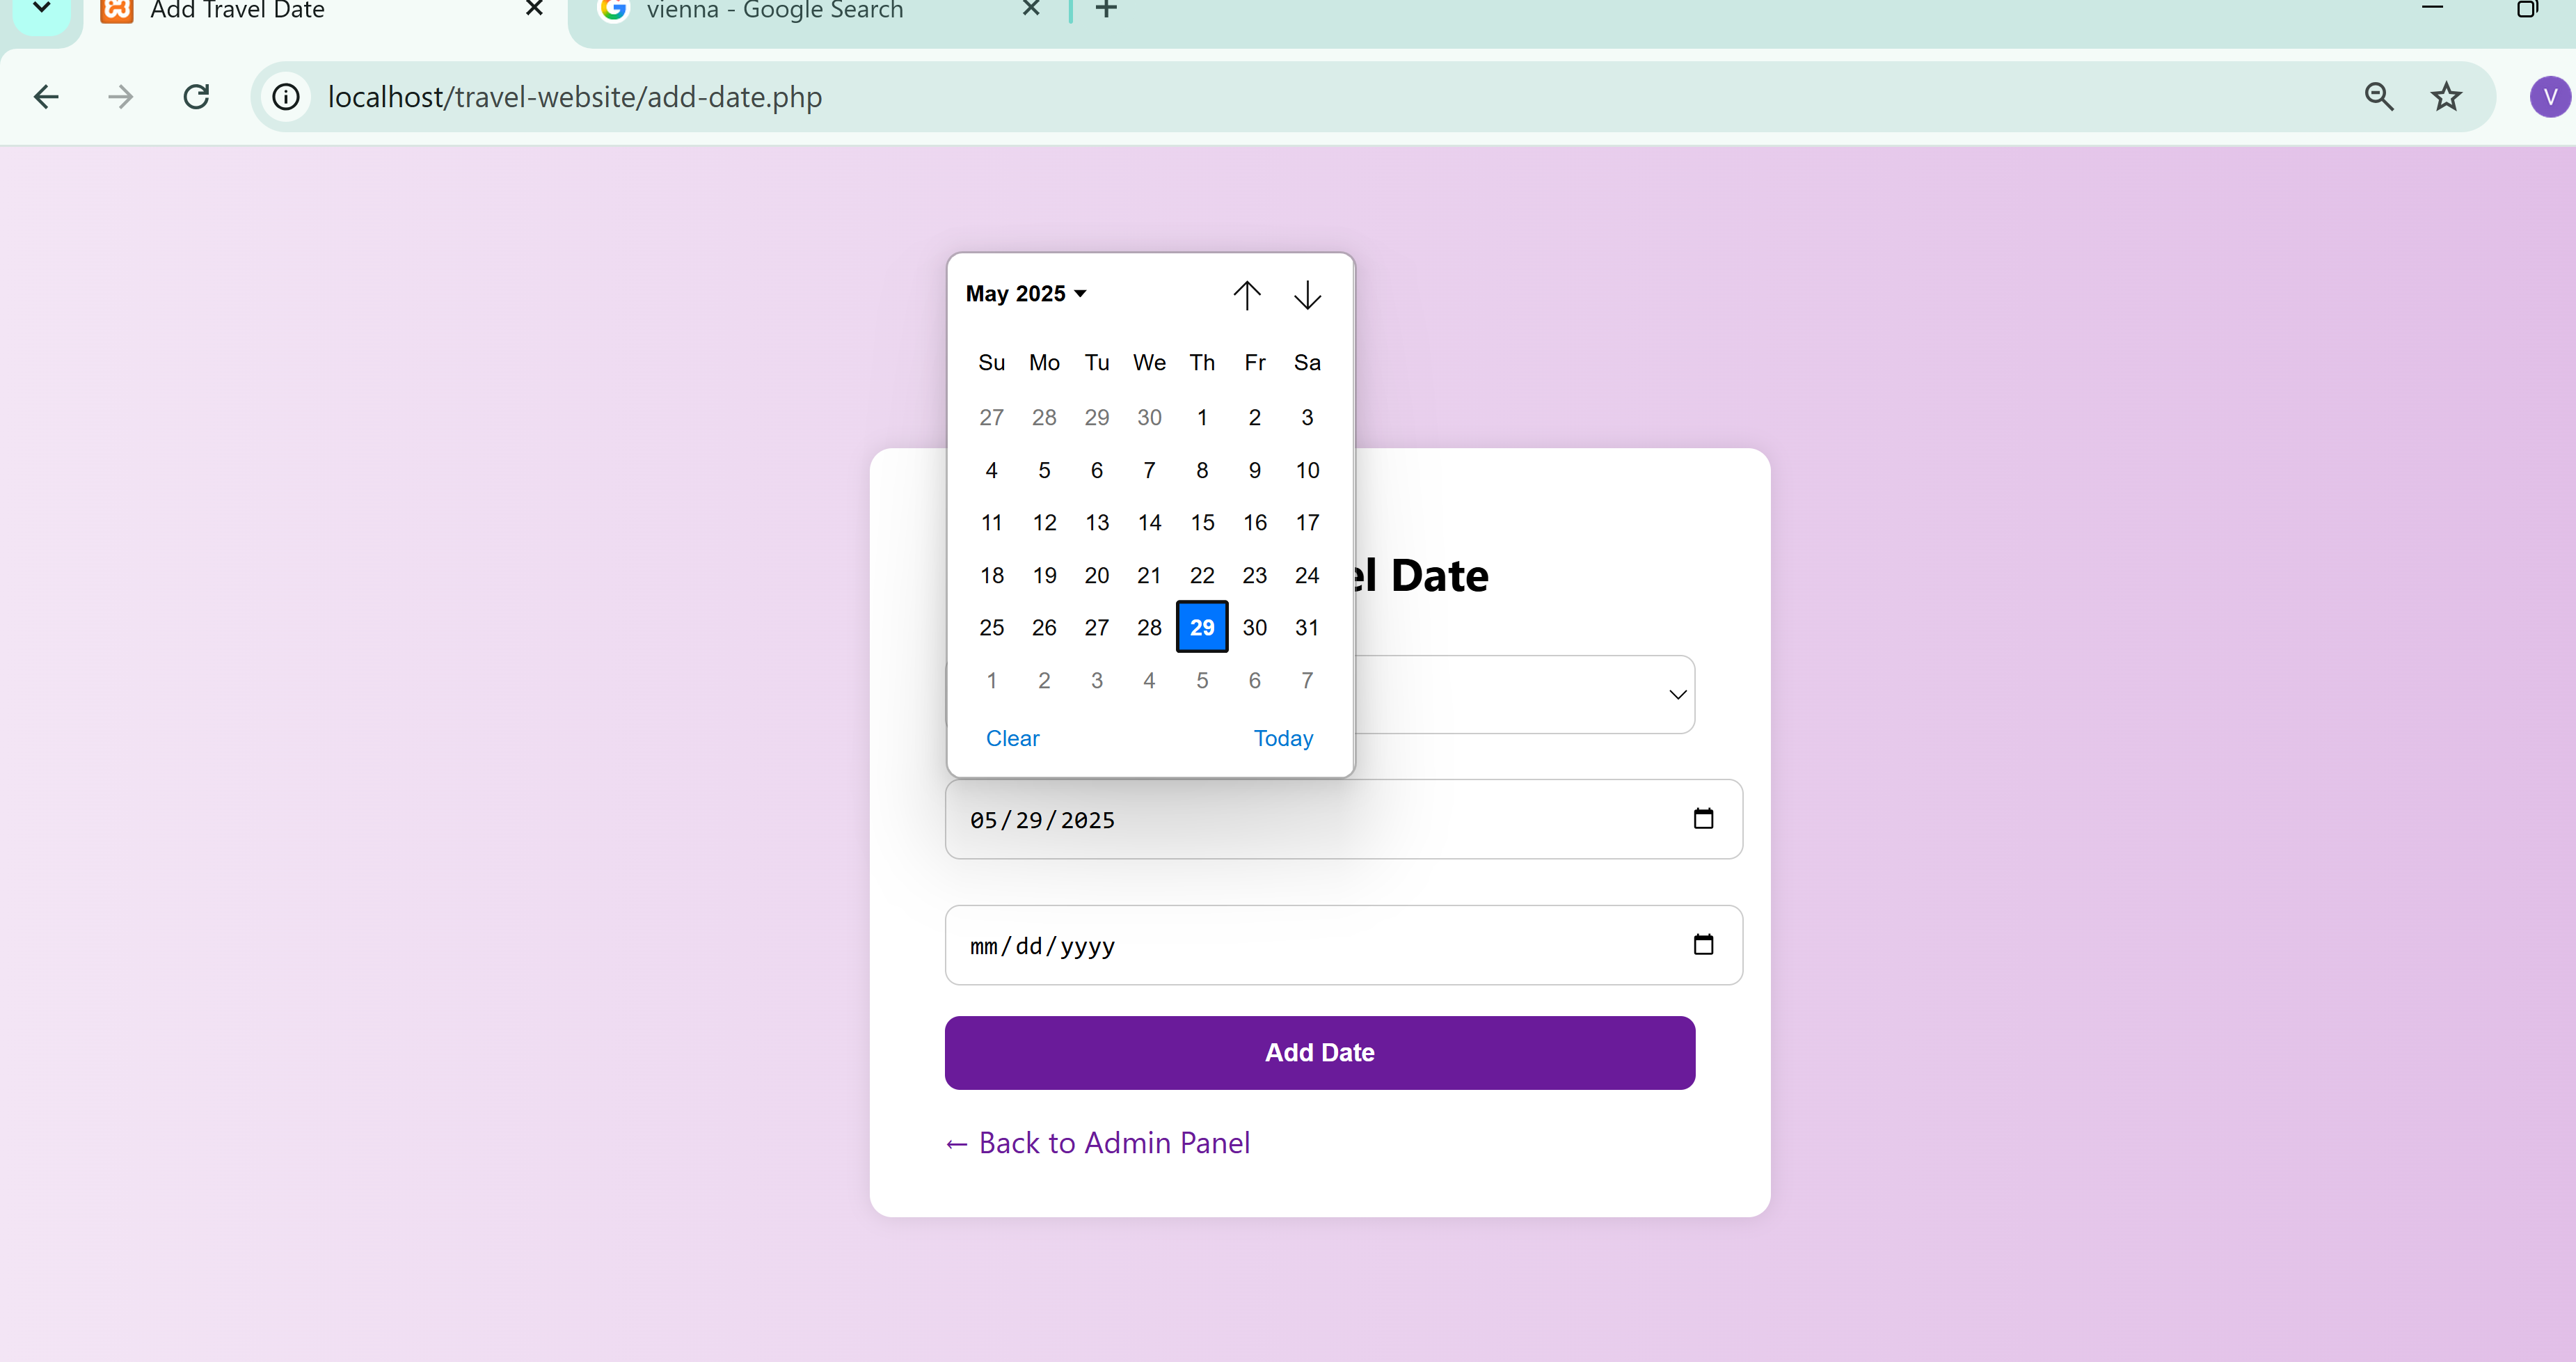 Add Travel Date
vienna - Google Search
localhost/travel-website/add-date.php
V
May 2025
Su Mo Tu We Th Fr Sa
27 28 29 30 1 2 3
4 5 6 7 8 9 10
11 12 13 14 15 16 17
18 19 20 21 22 23 24
25 26 27 28 29 30 31
1 2 3 4 5 6 7
Clear Today
el Date
05/29/2025
mm/dd/yyyy
Add Date
← Back to Admin Panel